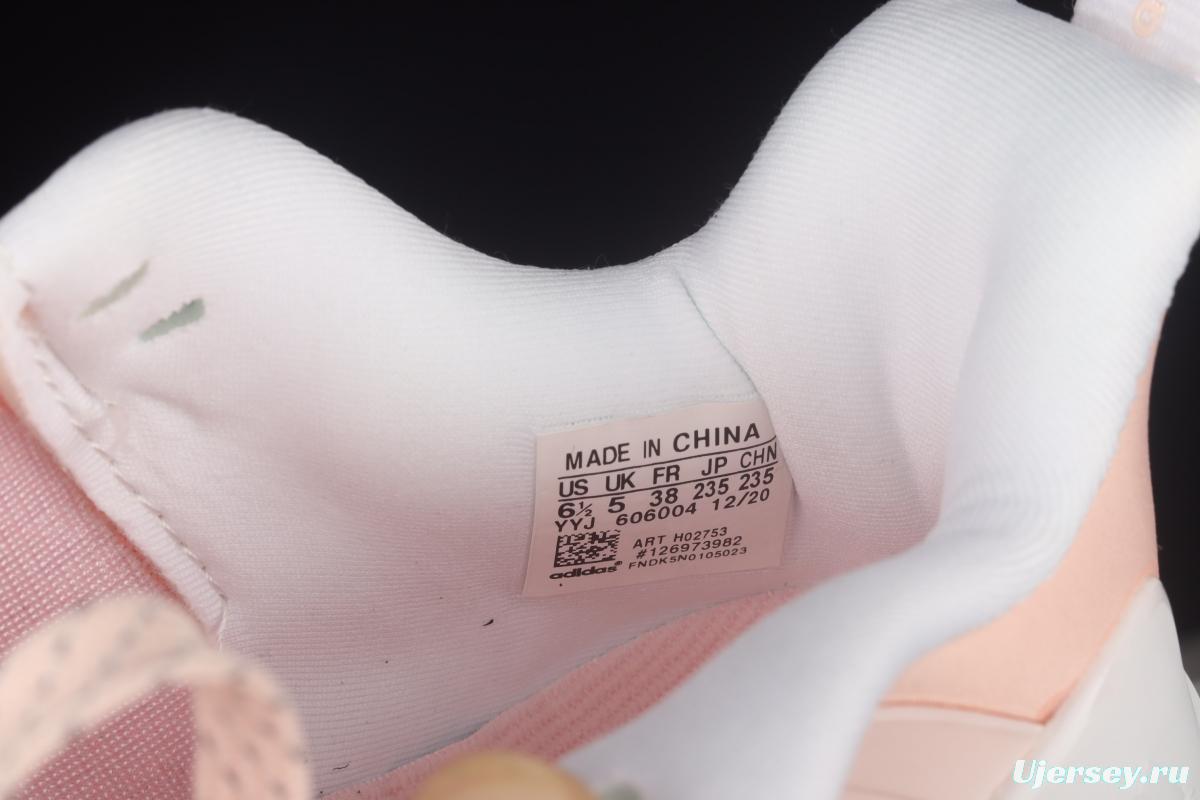 MADE IN CHINA
US UK FR JP CHN
6½ 5 38 235 235
YYJ 606004 12/20
ART H02753
#126973982
adidas® FNDK5N0105023
Ujersey.ru